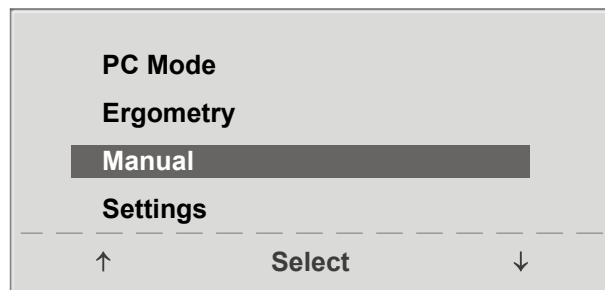 PC Mode
Ergometry
Manual
Settings
↑ Select ↓